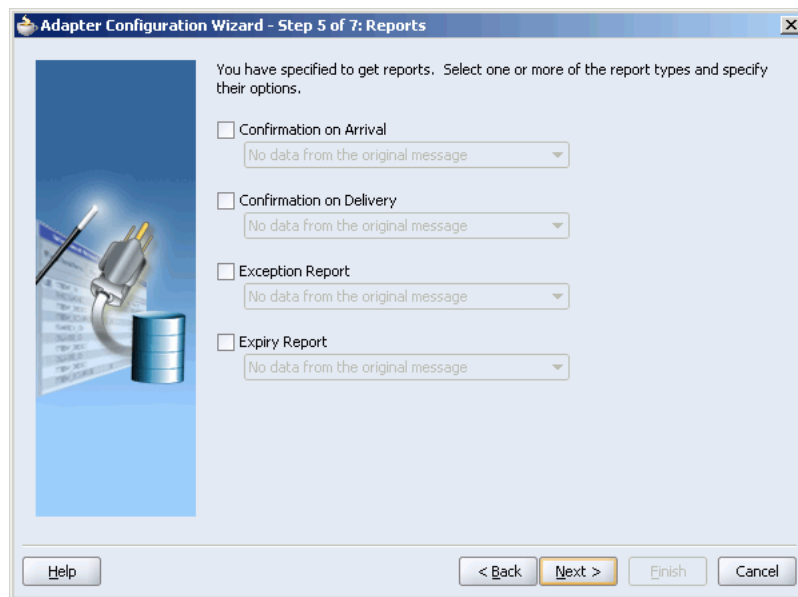 Adapter Configuration Wizard - Step 5 of 7: Reports
You have specified to get reports. Select one or more of the report types and specify
their options.
Confirmation on Arrival
No data from the original message
Confirmation on Delivery
No data from the original message
Exception Report
No data from the original message
Expiry Report
No data from the original message
Help
< Back
Next >
Finish
Cancel